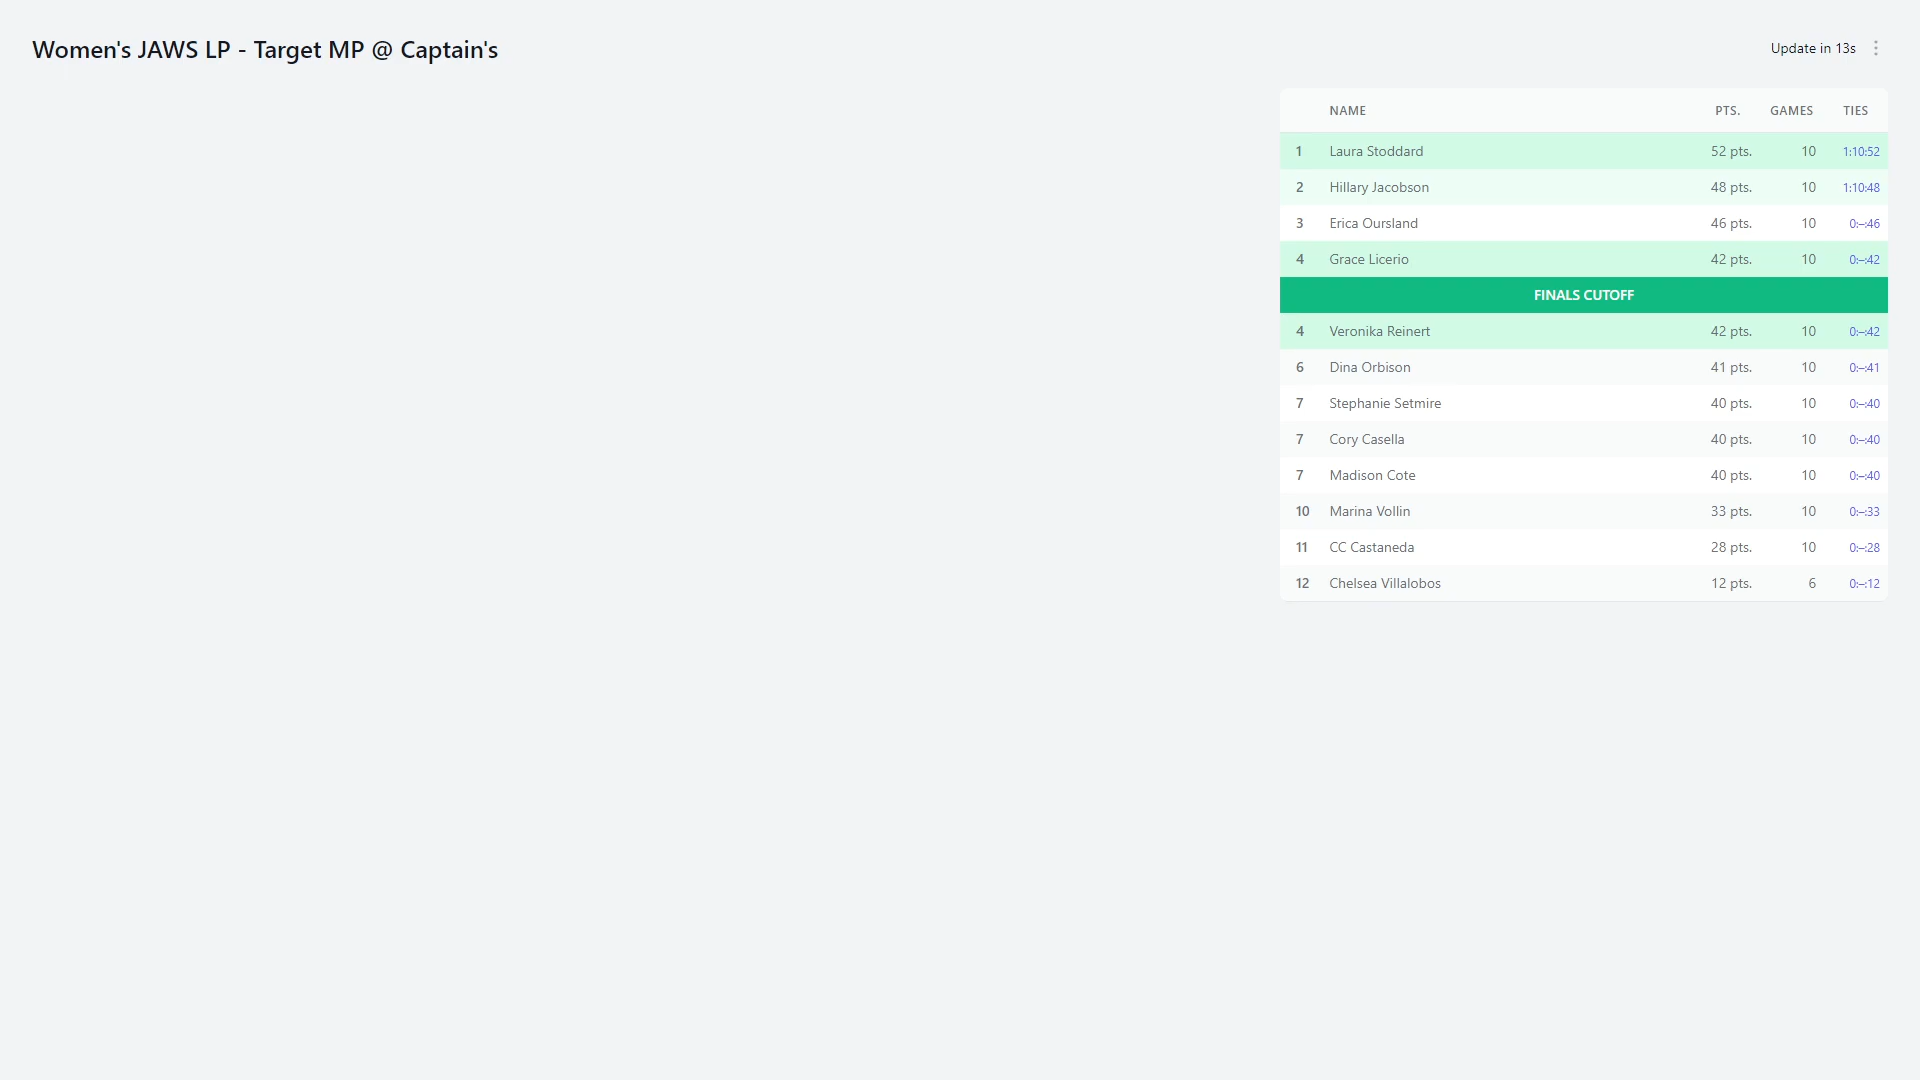 Women's JAWS LP - Target MP @ Captain's
Update in 13s
NAME PTS. GAMES TIES
1 Laura Stoddard 52 pts. 10 1:10:52
2 Hillary Jacobson 48 pts. 10 1:10:48
3 Erica Oursland 46 pts. 10 0:–:46
4 Grace Licerio 42 pts. 10 0:–:42
FINALS CUTOFF
4 Veronika Reinert 42 pts. 10 0:–:42
6 Dina Orbison 41 pts. 10 0:–:41
7 Stephanie Setmire 40 pts. 10 0:–:40
7 Cory Casella 40 pts. 10 0:–:40
7 Madison Cote 40 pts. 10 0:–:40
10 Marina Vollin 33 pts. 10 0:–:33
11 CC Castaneda 28 pts. 10 0:–:28
12 Chelsea Villalobos 12 pts. 6 0:–:12